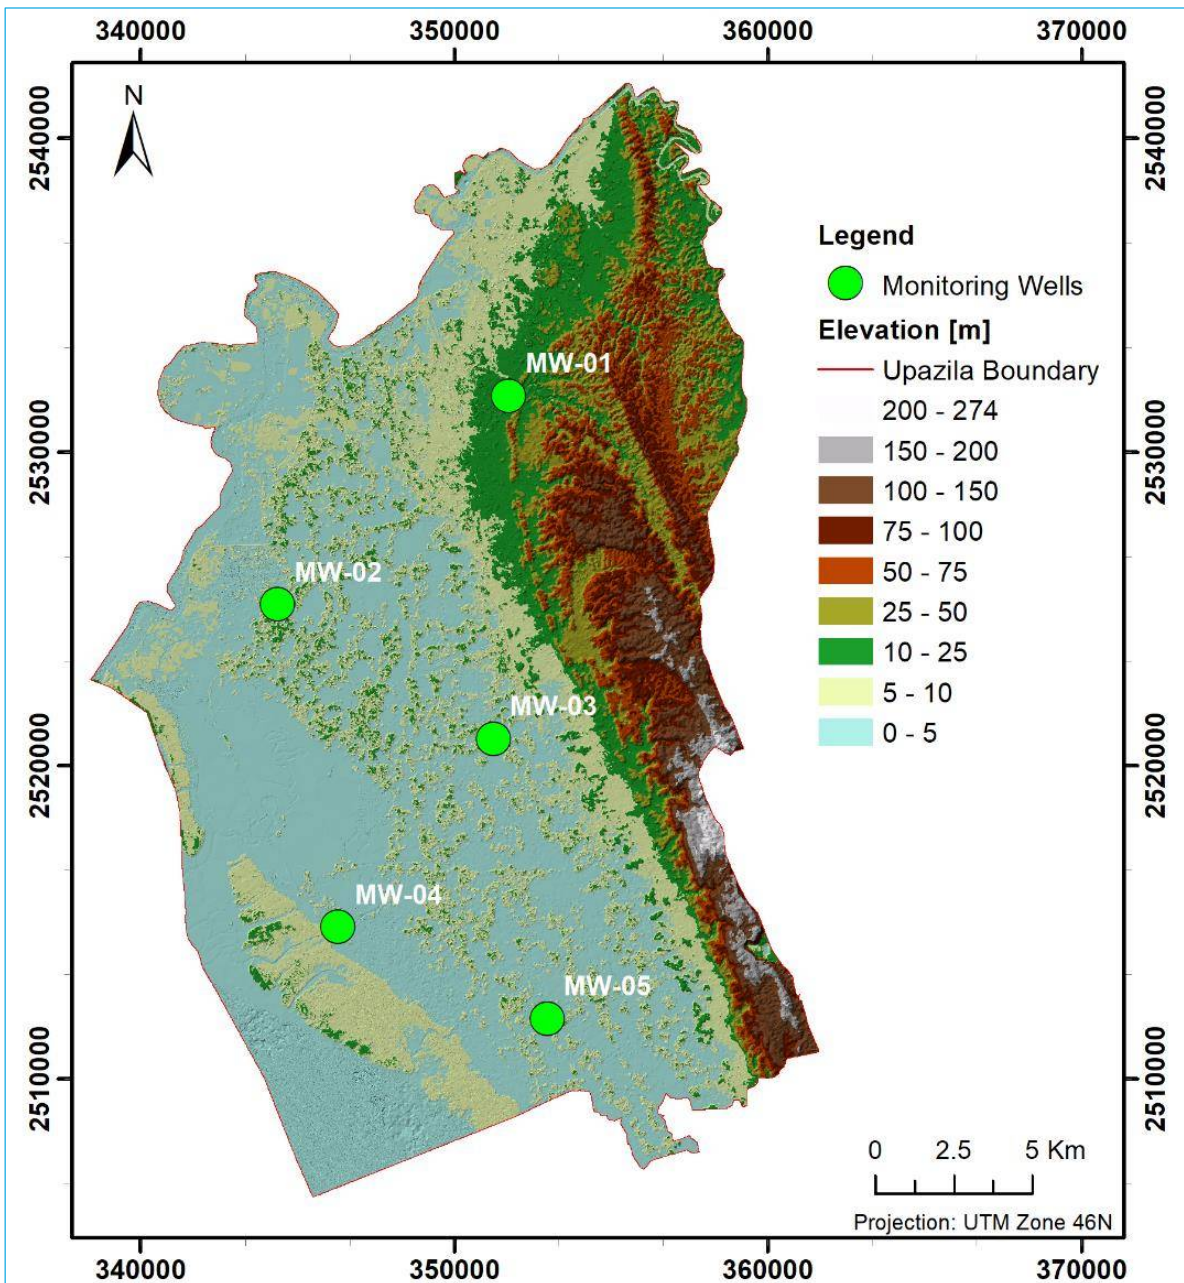 340000 350000 360000 370000
N
2540000 2540000
Legend
Monitoring Wells
Elevation [m]
Upazila Boundary
200 - 274
150 - 200
100 - 150
75 - 100
50 - 75
25 - 50
10 - 25
5 - 10
0 - 5
MW-01
2530000 2530000
MW-02
MW-03
2520000 2520000
MW-04
MW-05
2510000 2510000
0 2.5 5 Km
Projection: UTM Zone 46N
340000 350000 360000 370000